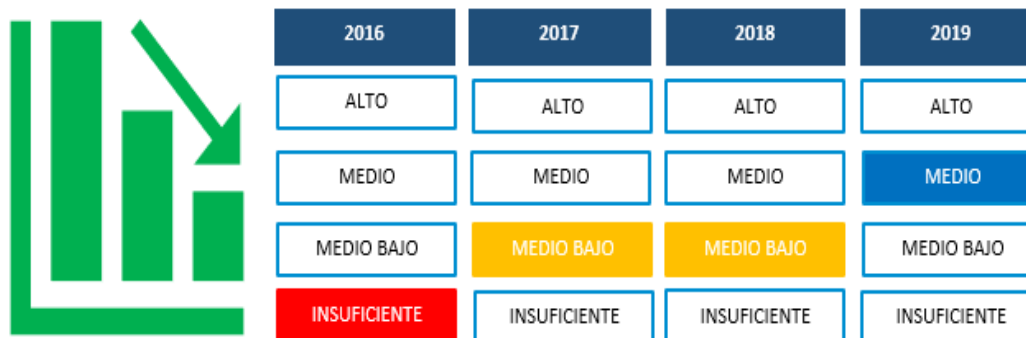 2016 2017 2018 2019
ALTO ALTO ALTO ALTO
MEDIO MEDIO MEDIO MEDIO
MEDIO BAJO MEDIO BAJO MEDIO BAJO MEDIO BAJO
INSUFICIENTE INSUFICIENTE INSUFICIENTE INSUFICIENTE